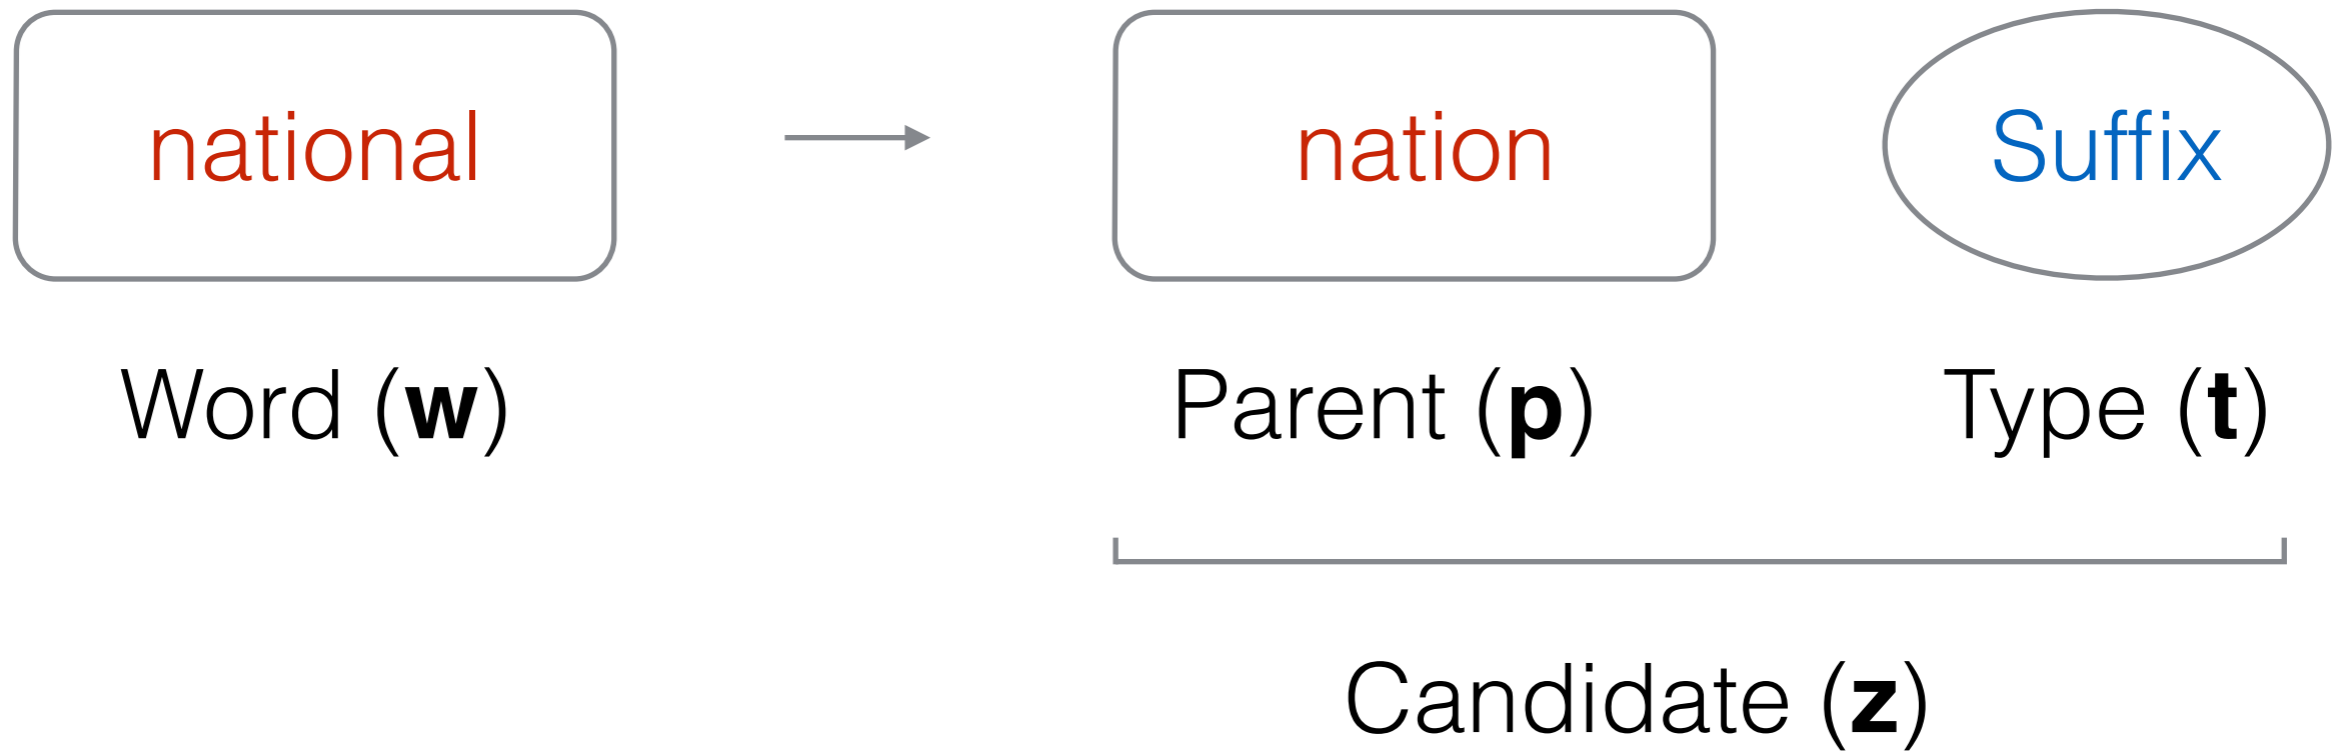 national
nation
Suffix
Word (w)
Parent (p)
Type (t)
Candidate (z)